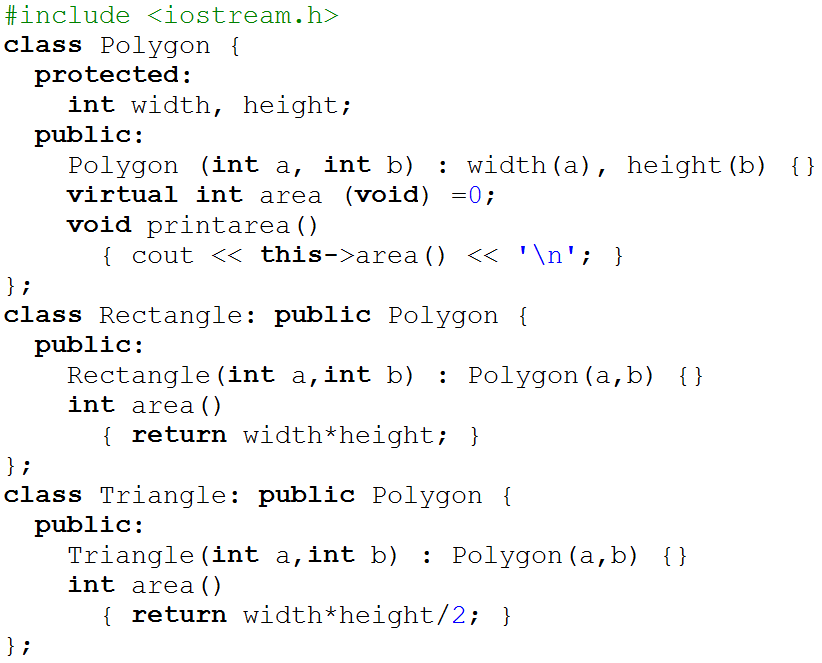 #include <iostream.h>
class Polygon {
  protected:
    int width, height;
  public:
    Polygon (int a, int b) : width(a), height(b) {}
    virtual int area (void) =0;
    void printarea()
      { cout << this->area() << '\n'; }
};
class Rectangle: public Polygon {
  public:
    Rectangle(int a,int b) : Polygon(a,b) {}
    int area()
      { return width*height; }
};
class Triangle: public Polygon {
  public:
    Triangle(int a,int b) : Polygon(a,b) {}
    int area()
      { return width*height/2; }
};